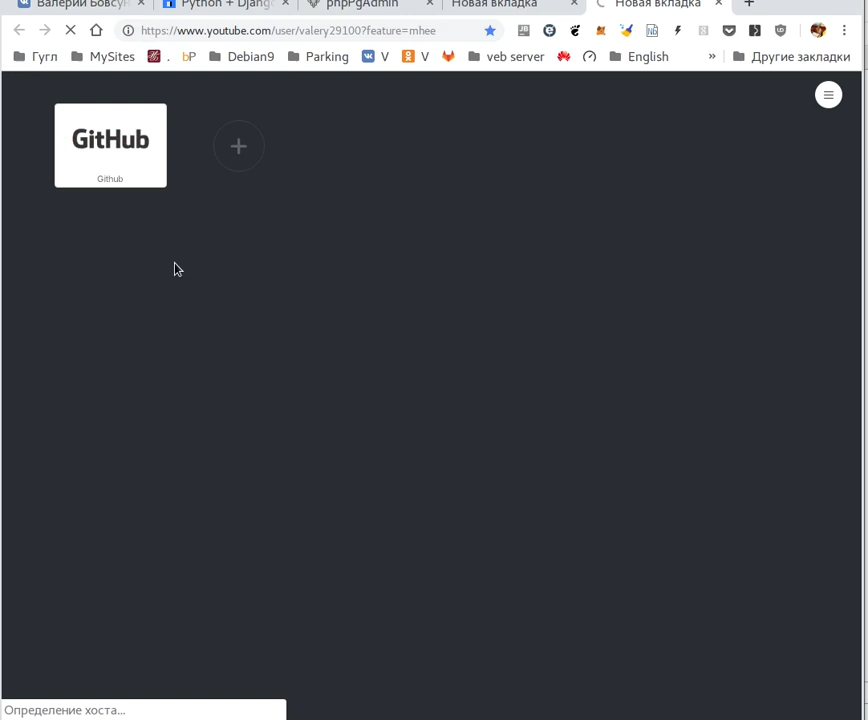 Валерий Бовсун Python + Djang phpPgAdmin Новая вкладка Новая вкладка
https://www.youtube.com/user/valery29100?feature=mhee
Гугл MySites . bP Debian9 Parking V V veb server English » Другие закладки
GitHub
Github
Определение хоста...